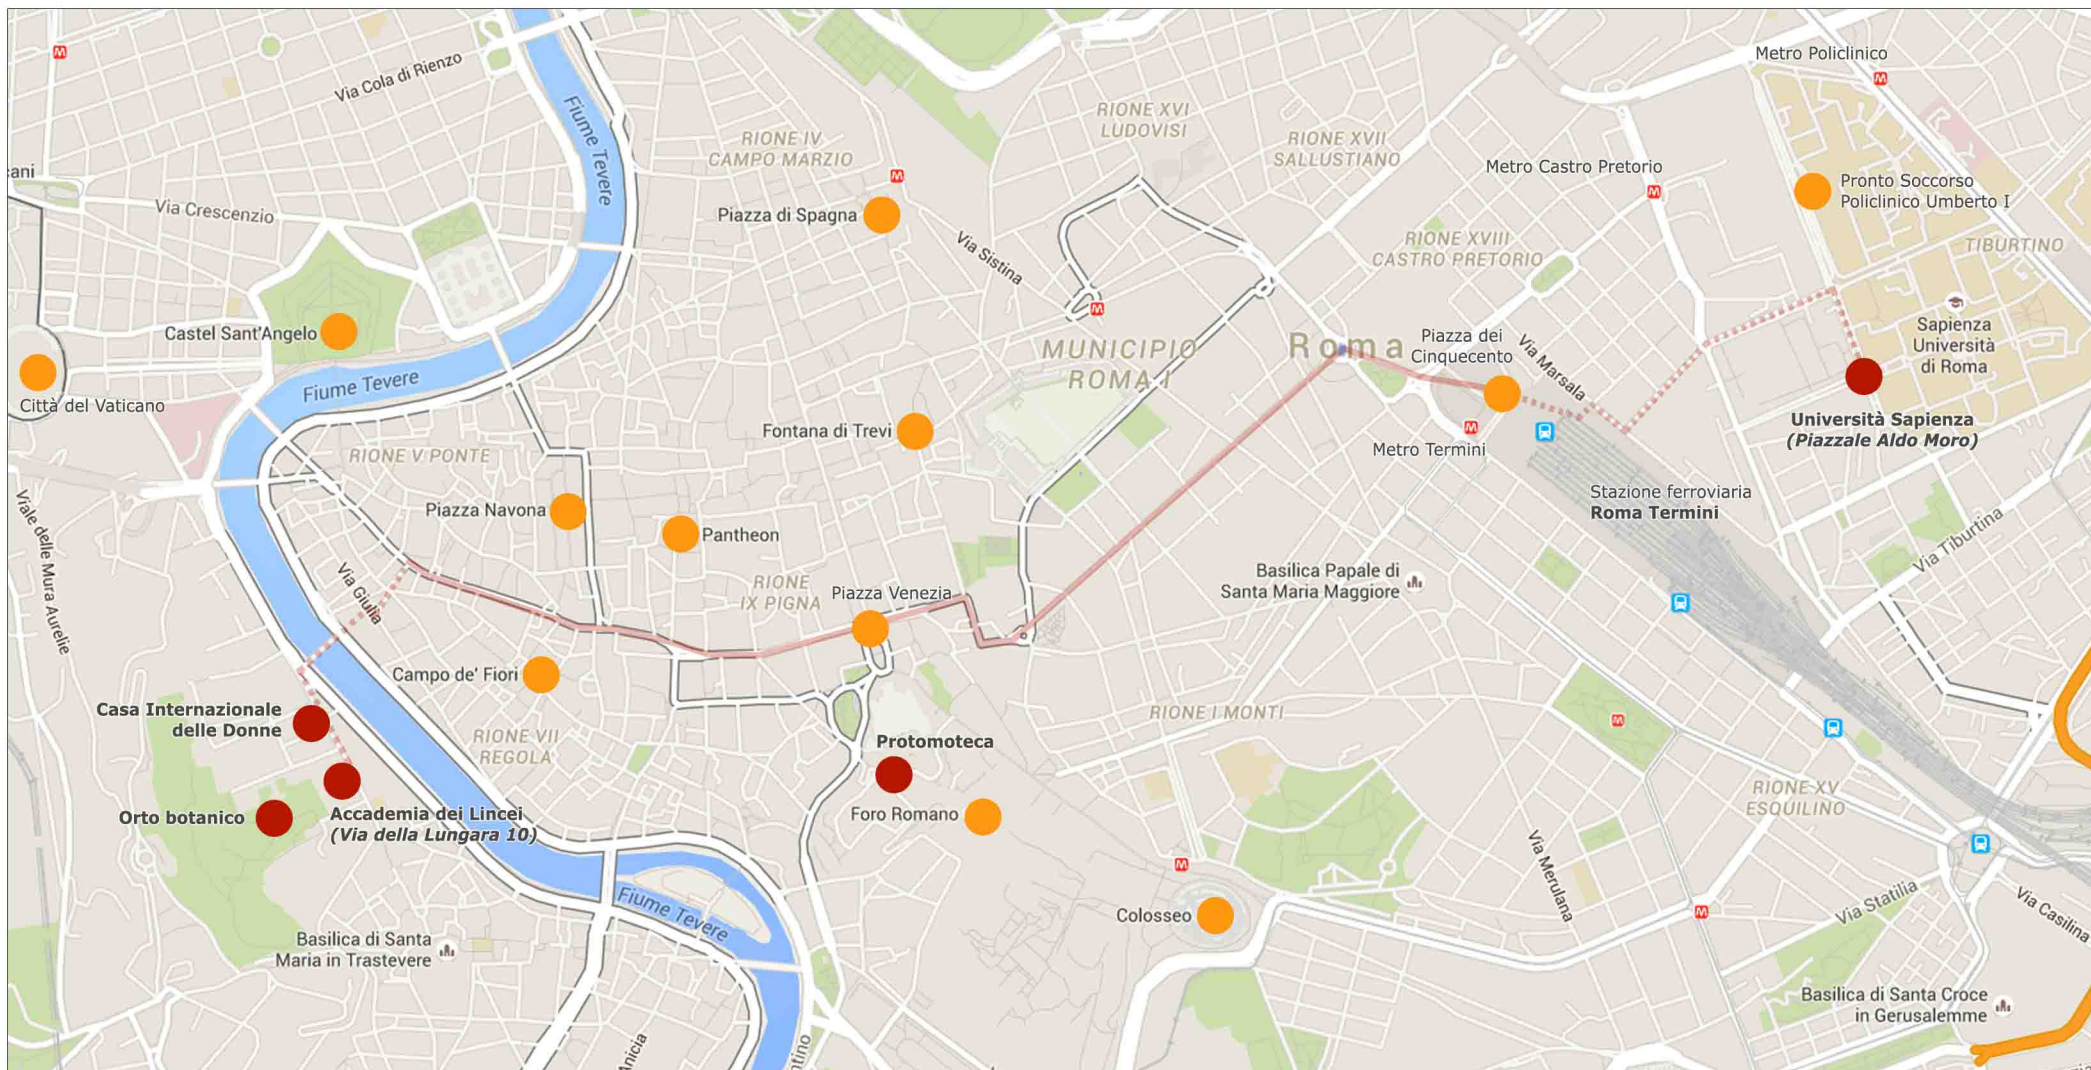 Metro Policlinico
Via Cola di Rienzo
Fiume Tevere
RIONE XVI
LUDOVISI
RIONE IV
CAMPO MARZIO
RIONE XVII
SALLUSTIANO
Metro Castro Pretorio
cani
Pronto Soccorso
Policlinico Umberto I
Via Crescenzio
Piazza di Spagna
Via Sistina
RIONE XVIII
CASTRO PRETORIO
TIBURTINO
Castel Sant'Angelo
Sapienza
Università
di Roma
MUNICIPIO
ROMA I
Roma
Piazza dei
Cinquecento
Via Marsala
Fiume Tevere
Città del Vaticano
Università Sapienza
(Piazzale Aldo Moro)
Fontana di Trevi
RIONE V PONTE
Metro Termini
Stazione ferroviaria
Roma Termini
Piazza Navona
Pantheon
Viale delle Mura Aurelie
Via Giulia
Via Tiburtina
Basilica Papale di
Santa Maria Maggiore
RIONE
IX PIGNA
Piazza Venezia
Campo de' Fiori
Casa Internazionale
delle Donne
RIONE VII
REGOLA
RIONE I MONTI
Protomoteca
RIONE XV
ESQUILINO
Orto botanico
Accademia dei Lincei
(Via della Lungara 10)
Foro Romano
Via Merulana
Fiume Tevere
Colosseo
Via Statilia
Via Casilina
Basilica di Santa
Maria in Trastevere
Basilica di Santa Croce
in Gerusalemme
Anicia
ntino